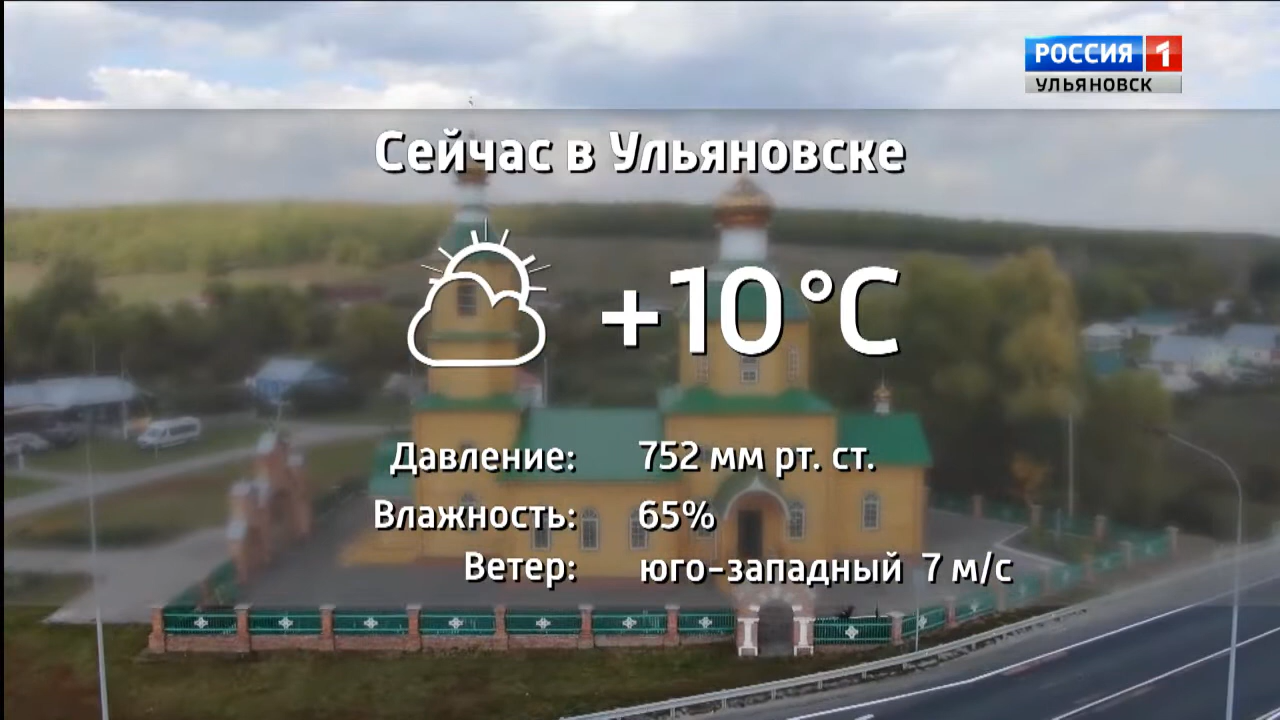 РОССИЯ 1
УЛЬЯНОВСК
Сейчас в Ульяновске
+10°C
Давление: 752 мм рт. ст.
Влажность: 65%
Ветер: юго-западный 7 м/с